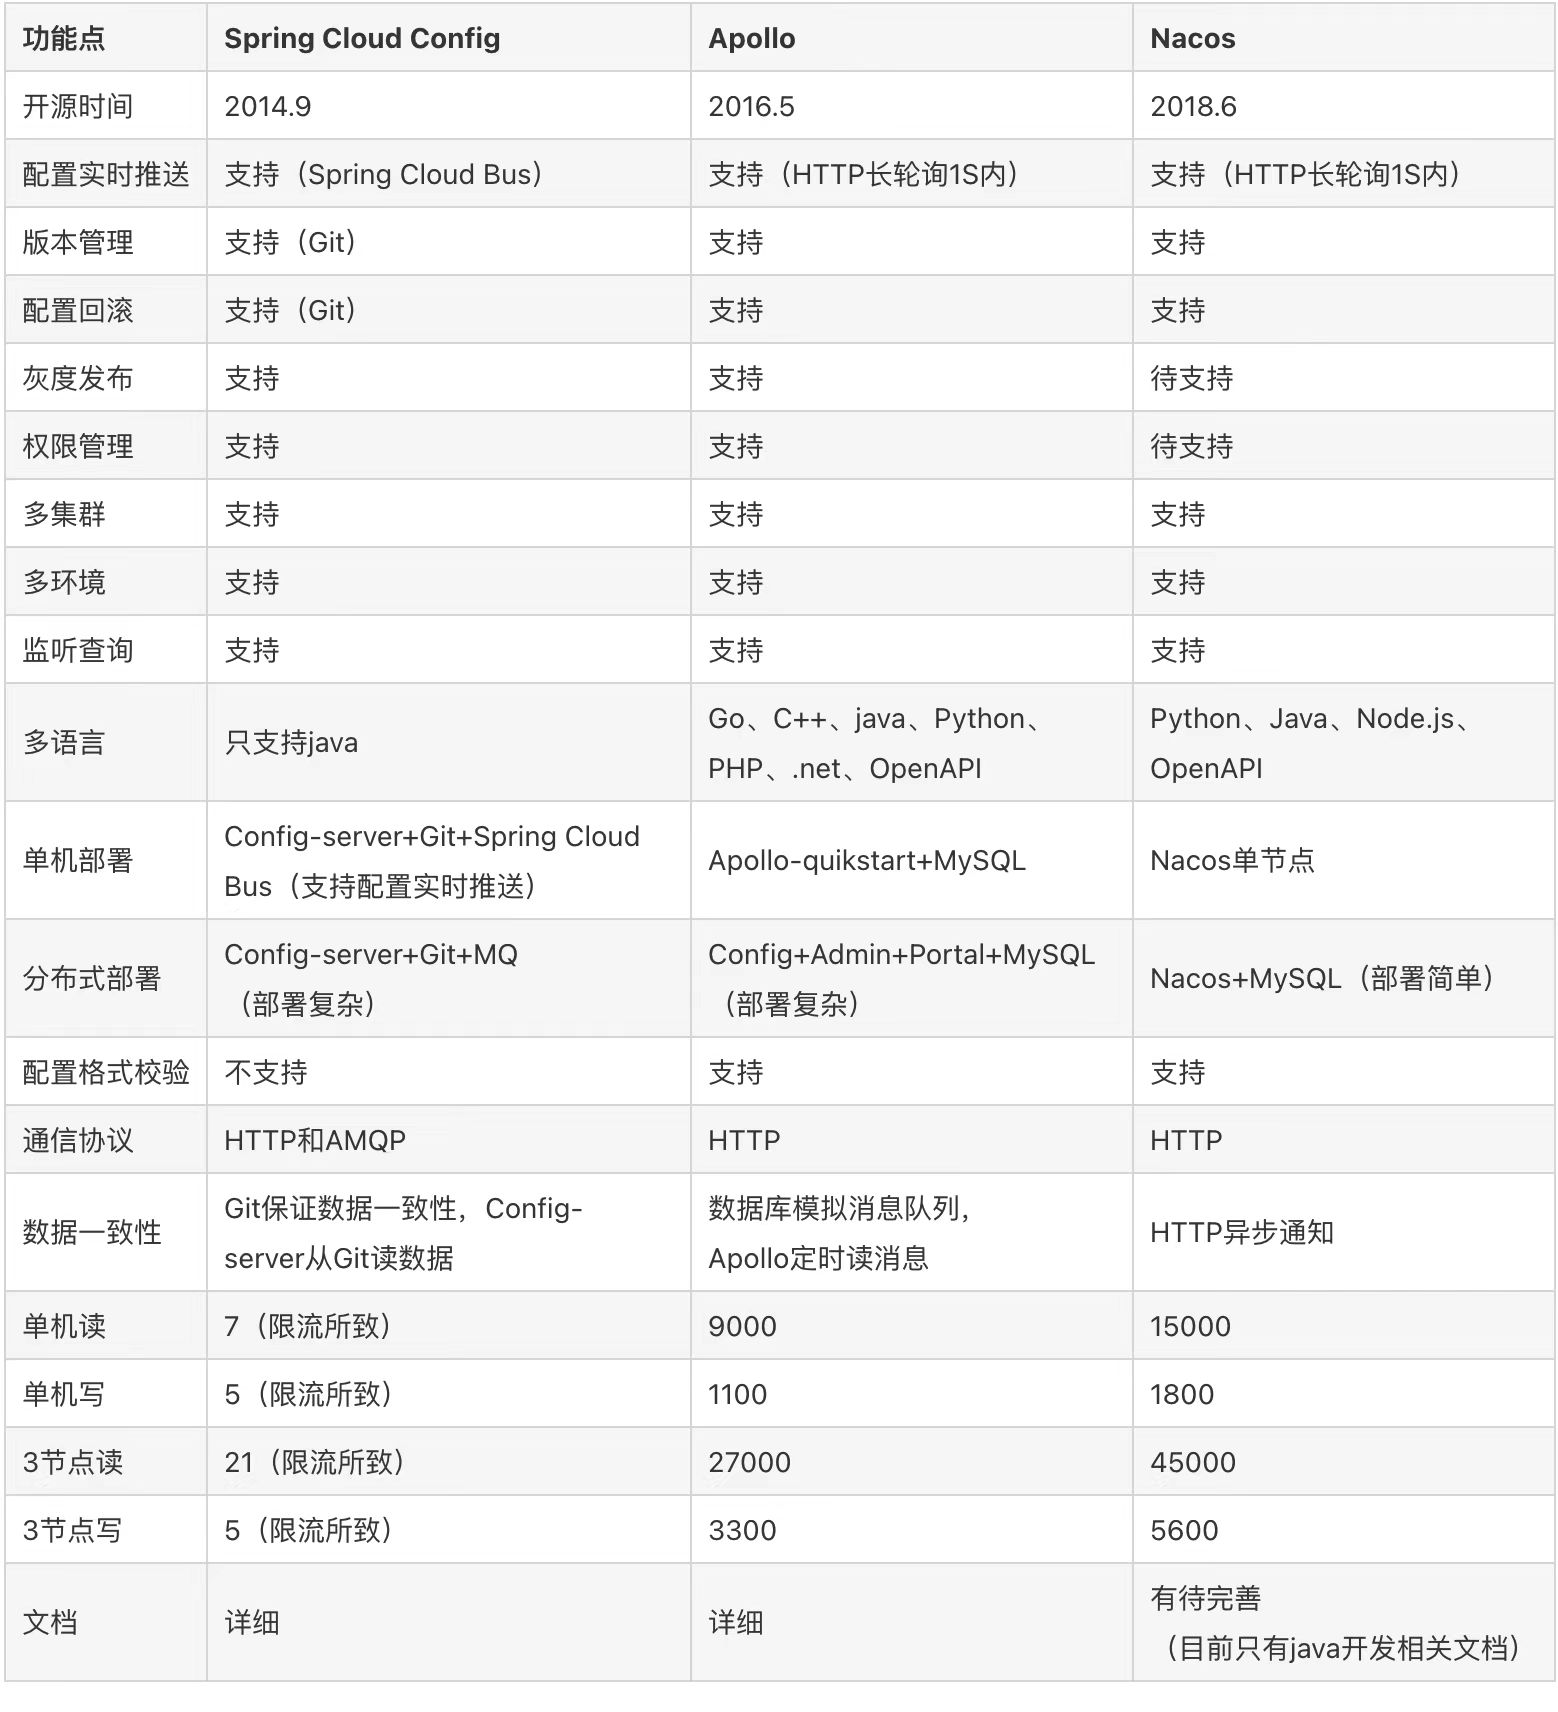 功能点 Spring Cloud Config Apollo Nacos
开源时间 2014.9 2016.5 2018.6
配置实时推送 支持（Spring Cloud Bus） 支持（HTTP长轮询1S内） 支持（HTTP长轮询1S内）
版本管理 支持（Git） 支持 支持
配置回滚 支持（Git） 支持 支持
灰度发布 支持 支持 待支持
权限管理 支持 支持 待支持
多集群 支持 支持 支持
多环境 支持 支持 支持
监听查询 支持 支持 支持
多语言 只支持java
Go、C++、java、Python、
PHP、.net、OpenAPI
Python、Java、Node.js、
OpenAPI
单机部署
Config-server+Git+Spring Cloud
Bus（支持配置实时推送）
Apollo-quikstart+MySQL
Nacos单节点
分布式部署
Config-server+Git+MQ
（部署复杂）
Config+Admin+Portal+MySQL
（部署复杂）
Nacos+MySQL（部署简单）
配置格式校验 不支持 支持 支持
通信协议 HTTP和AMQP HTTP HTTP
数据一致性
Git保证数据一致性，Config-
server从Git读数据
数据库模拟消息队列，
Apollo定时读消息
HTTP异步通知
单机读 7（限流所致） 9000 15000
单机写 5（限流所致） 1100 1800
3节点读 21（限流所致） 27000 45000
3节点写 5（限流所致） 3300 5600
文档 详细 详细
有待完善
（目前只有java开发相关文档）